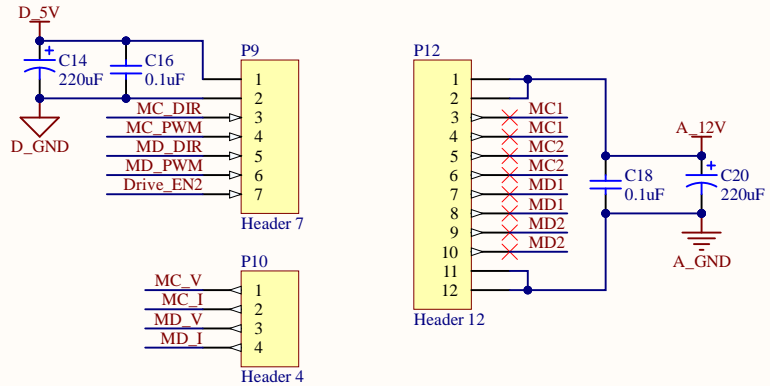 D_5V
C14
220uF
C16
0.1uF
D_GND
P9
1
2
3
4
5
6
7
MC_DIR
MC_PWM
MD_DIR
MD_PWM
Drive_EN2
Header 7
P10
1
2
3
4
MC_V
MC_I
MD_V
MD_I
Header 4
P12
1
2
3
4
5
6
7
8
9
10
11
12
MC1
MC1
MC2
MC2
MD1
MD1
MD2
MD2
Header 12
A_12V
C18
0.1uF
C20
220uF
A_GND